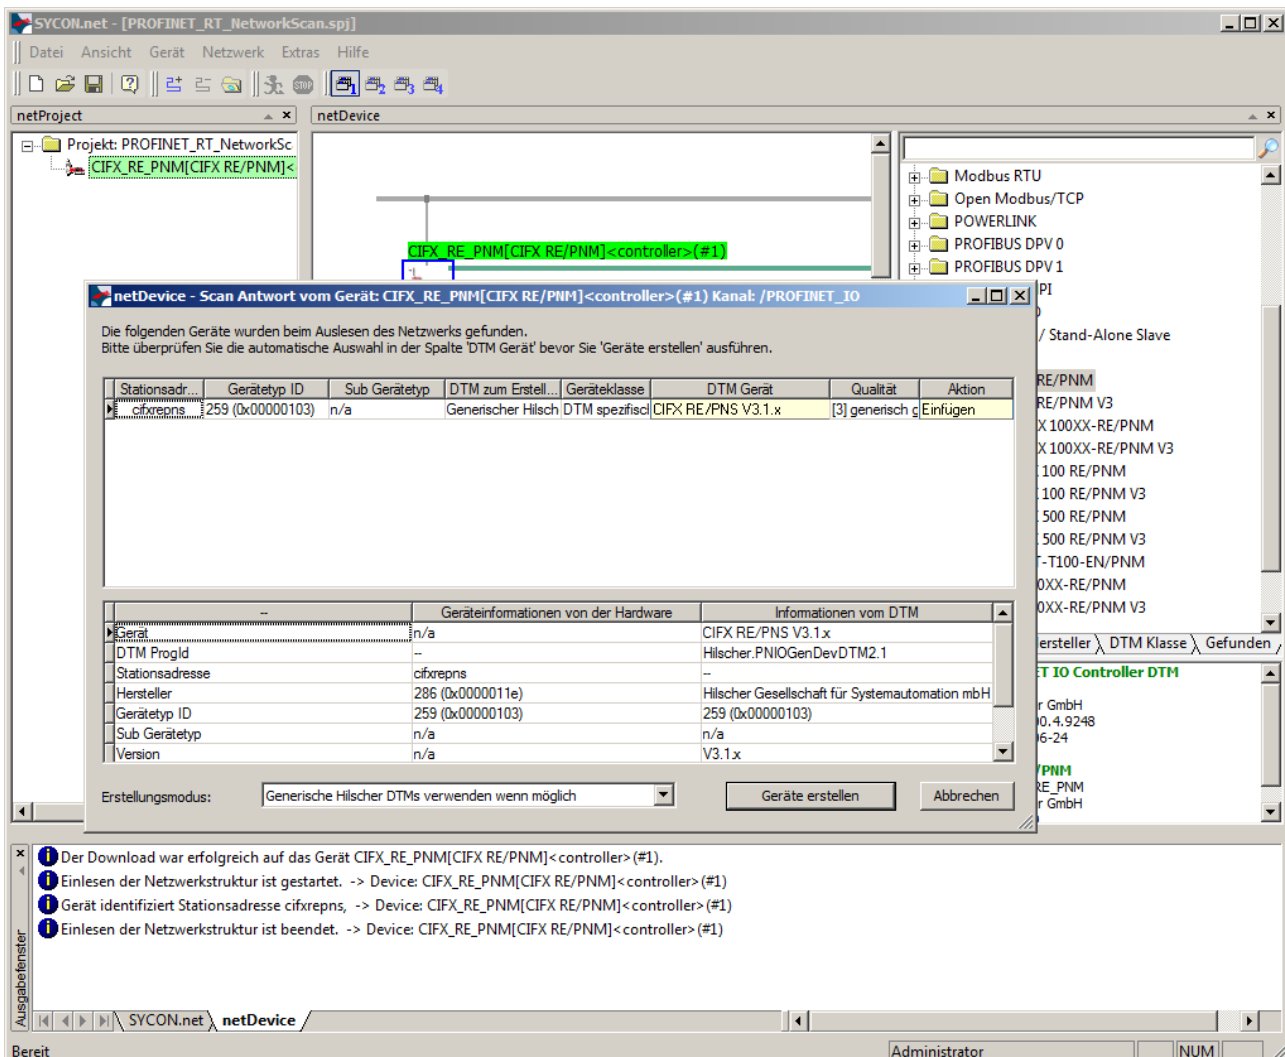 SYCON.net - [PROFINET_RT_NetworkScan.spj]
Datei Ansicht Gerät Netzwerk Extras Hilfe
netProject
netDevice
Projekt: PROFINET_RT_NetworkSc
CIFX_RE_PNM[CIFX RE/PNM]<
CIFX_RE_PNM[CIFX RE/PNM]<controller>(#1)
Modbus RTU
Open Modbus/TCP
POWERLINK
PROFIBUS DPV0
PROFIBUS DPV1
PI
/ Stand-Alone Slave
RE/PNM
RE/PNM V3
X 100XX-RE/PNM
X 100XX-RE/PNM V3
100 RE/PNM
100 RE/PNM V3
500 RE/PNM
500 RE/PNM V3
T-T100-EN/PNM
0XX-RE/PNM
0XX-RE/PNM V3
ersteller DTM Klasse Gefunden
ET IO Controller DTM
r GmbH
00.4.9248
06-24
/PNM
RE_PNM
r GmbH
netDevice - Scan Antwort vom Gerät: CIFX_RE_PNM[CIFX RE/PNM]<controller>(#1) Kanal: /PROFINET_IO
Die folgenden Geräte wurden beim Auslesen des Netzwerks gefunden.
Bitte überprüfen Sie die automatische Auswahl in der Spalte 'DTM Gerät' bevor Sie 'Geräte erstellen' ausführen.
Stationsadr... Gerätetyp ID Sub Gerätetyp DTM zum Erstell... Geräteklasse DTM Gerät Qualität Aktion
cifxrepns 259 (0x00000103) n/a Generischer Hilsch DTM spezifiscl CIFX RE/PNS V3.1.x [3] generisch g Einfügen
-- Geräteinformationen von der Hardware Informationen vom DTM
Gerät n/a CIFX RE/PNS V3.1.x
DTM ProgId -- Hilscher.PNIOGenDevDTM2.1
Stationsadresse cifxrepns --
Hersteller 286 (0x0000011e) Hilscher Gesellschaft für Systemautomation mbH
Gerätetyp ID 259 (0x00000103) 259 (0x00000103)
Sub Gerätetyp n/a n/a
Version n/a V3.1.x
Erstellungsmodus: Generische Hilscher DTMs verwenden wenn möglich Geräte erstellen Abbrechen
Der Download war erfolgreich auf das Gerät CIFX_RE_PNM[CIFX RE/PNM]<controller>(#1).
Einlesen der Netzwerkstruktur ist gestartet. -> Device: CIFX_RE_PNM[CIFX RE/PNM]<controller>(#1)
Gerät identifiziert Stationsadresse cifxrepns, -> Device: CIFX_RE_PNM[CIFX RE/PNM]<controller>(#1)
Einlesen der Netzwerkstruktur ist beendet. -> Device: CIFX_RE_PNM[CIFX RE/PNM]<controller>(#1)
Ausgabefenster
SYCON.net netDevice
Bereit Administrator NUM